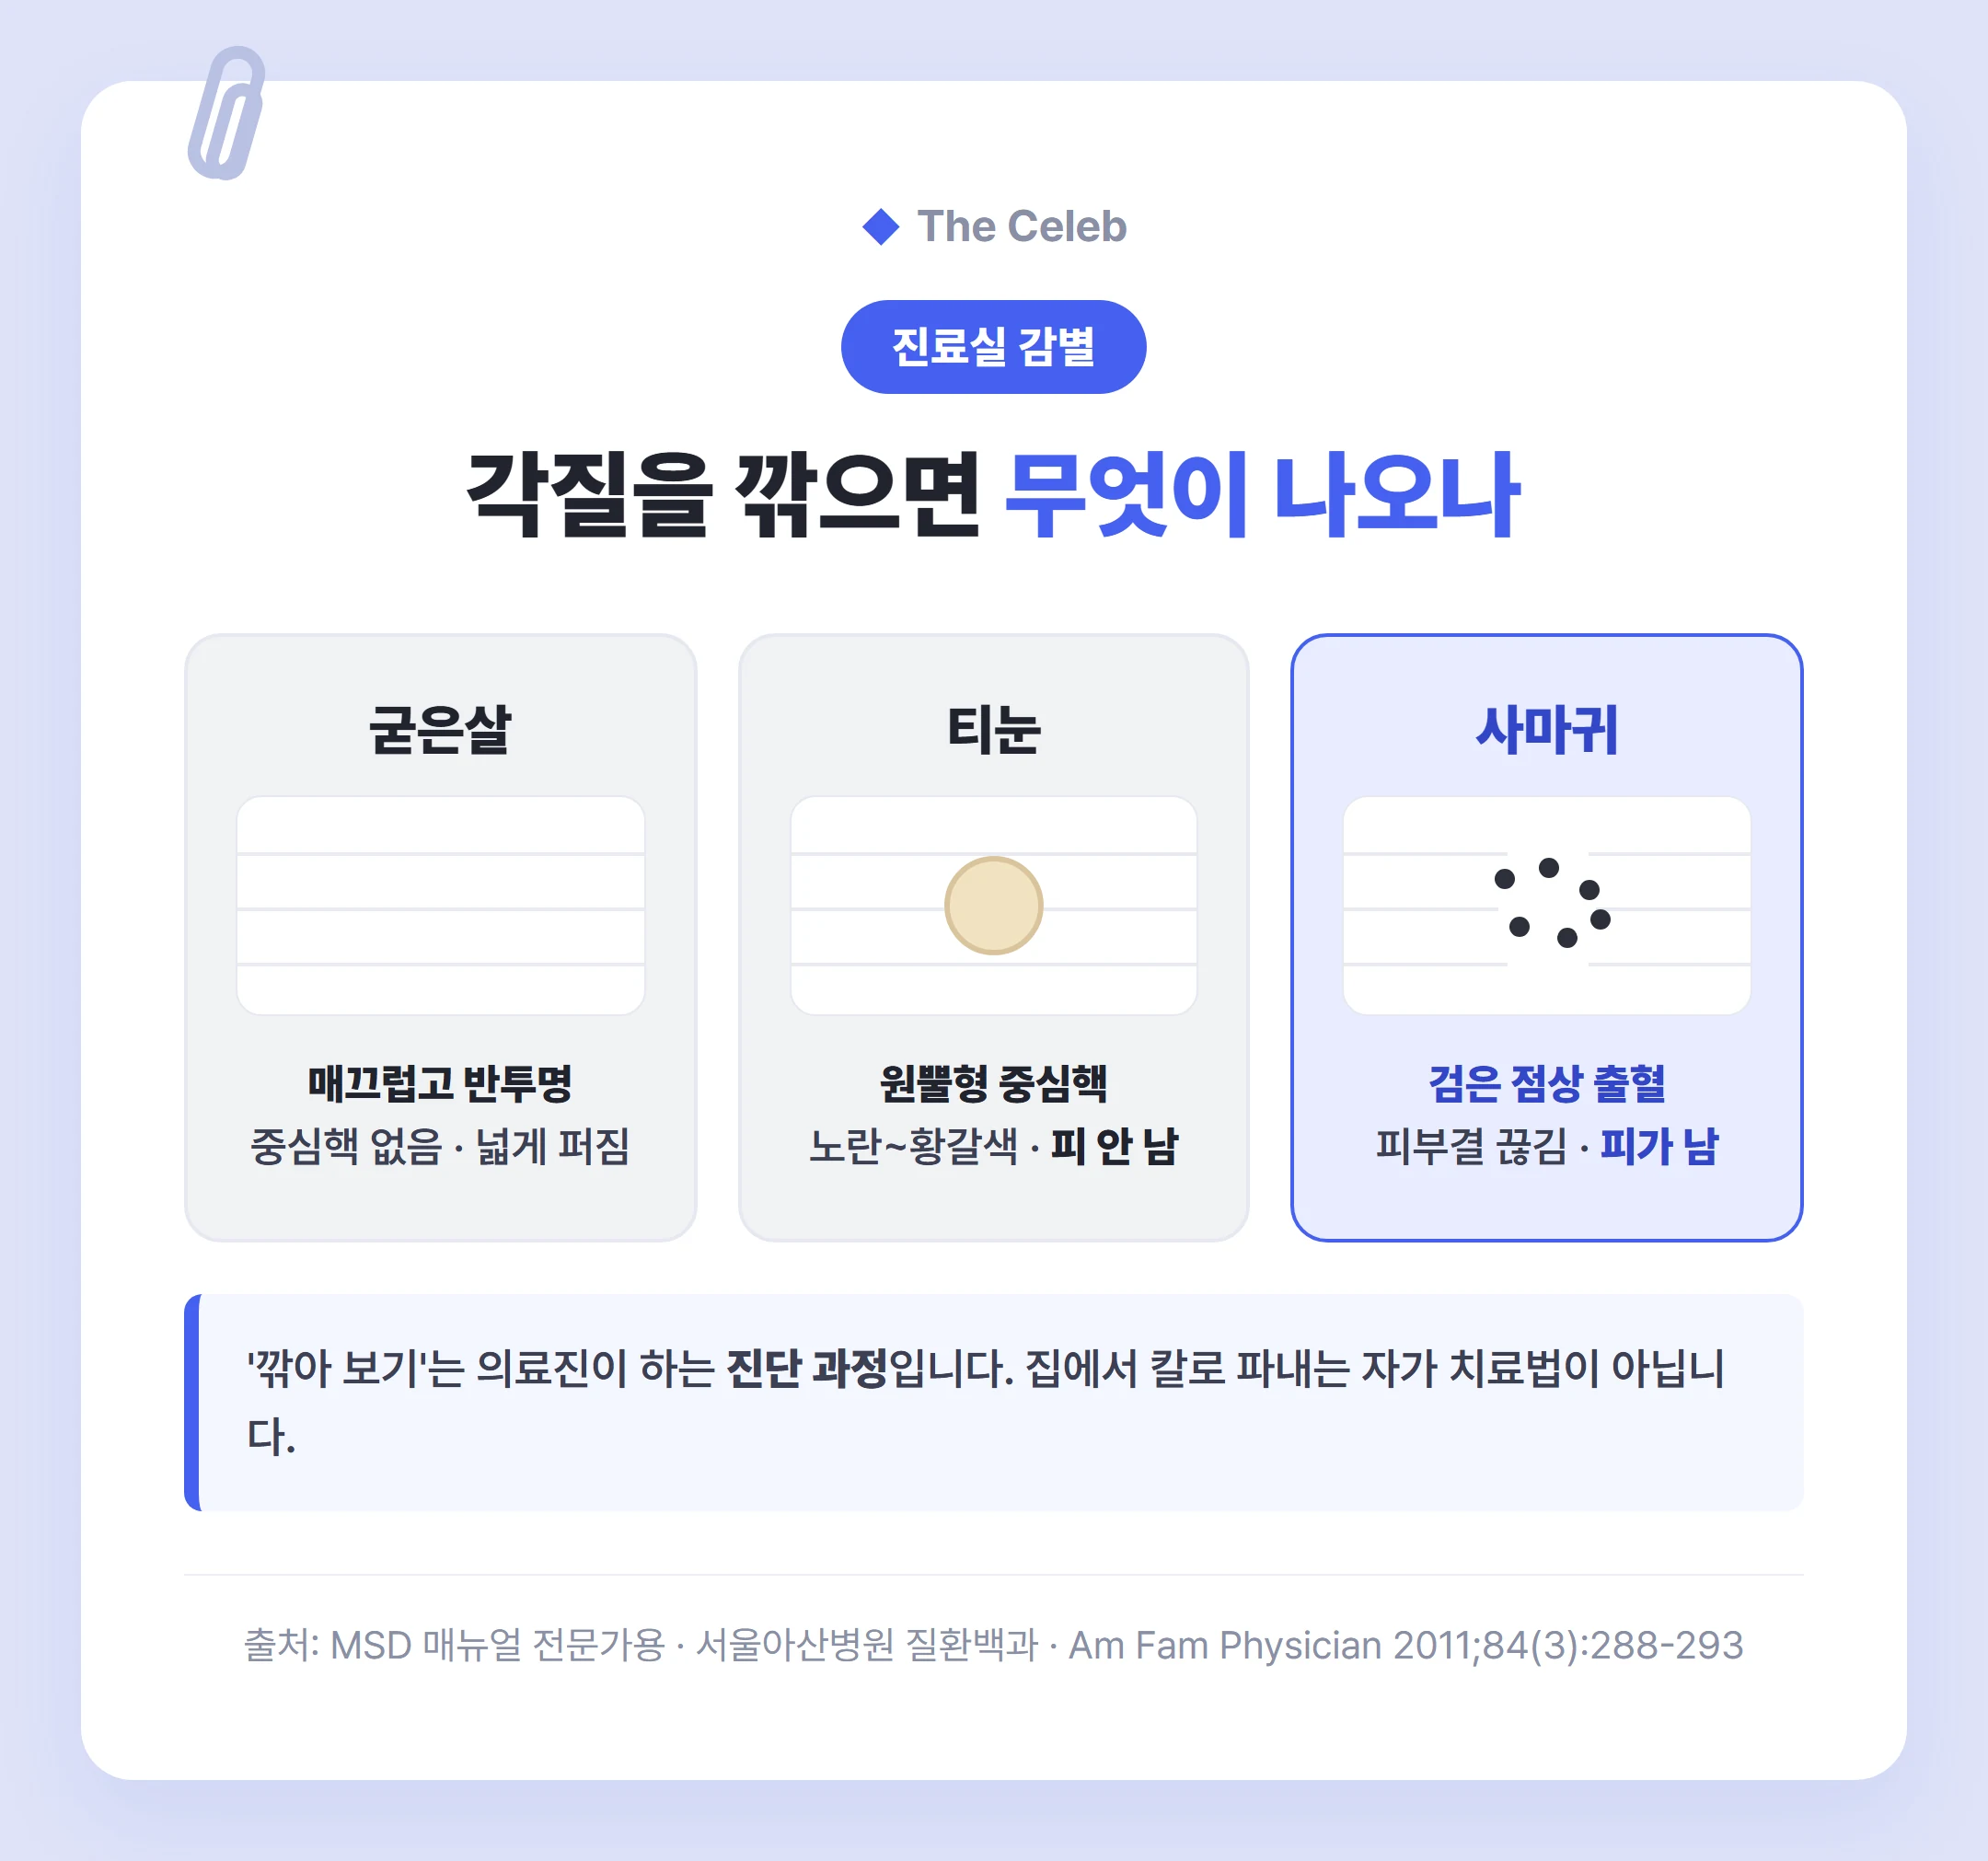 The Celeb
진료실 감별
각질을 깎으면 무엇이 나오나
굳은살
매끄럽고 반투명
중심핵 없음 · 넓게 퍼짐
티눈
원뿔형 중심핵
노란~황갈색 · 피 안 남
사마귀
검은 점상 출혈
피부결 끊김 · 피가 남
'깎아 보기'는 의료진이 하는 진단 과정입니다. 집에서 칼로 파내는 자가 치료법이 아닙니
다.
출처: MSD 매뉴얼 전문가용 · 서울아산병원 질환백과 · Am Fam Physician 2011;84(3):288-293